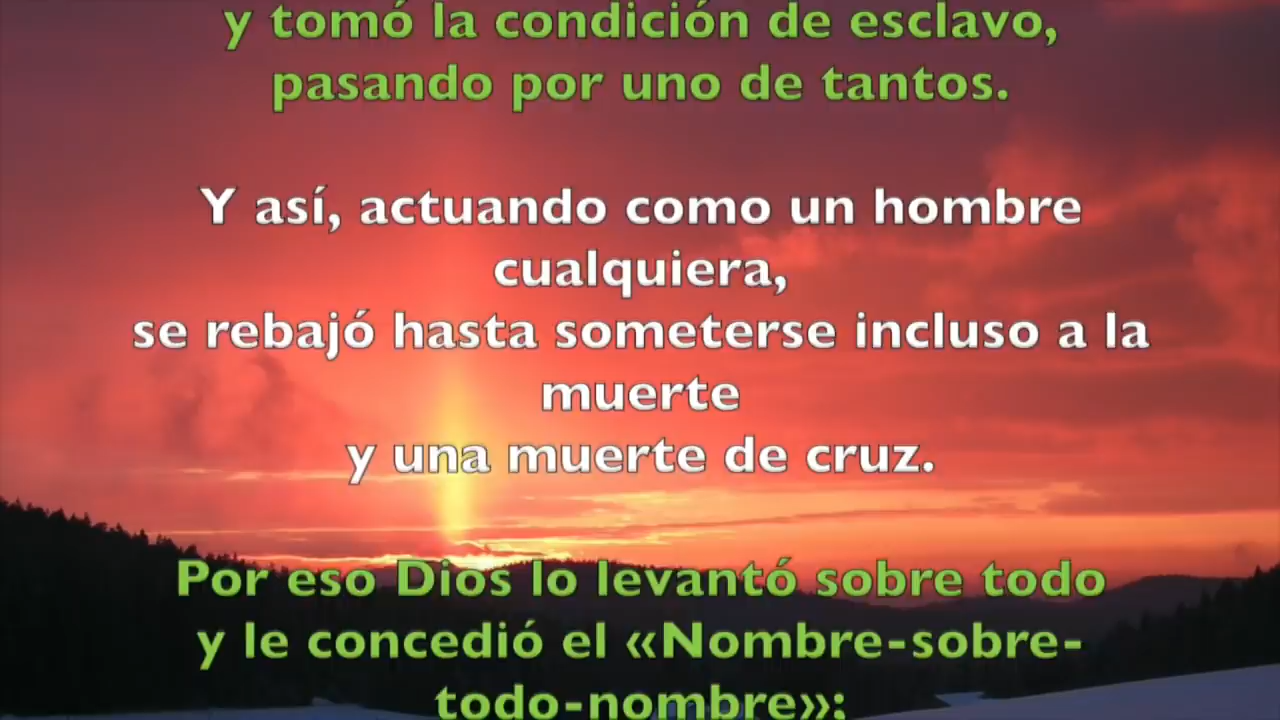 y tomó la condición de esclavo,
pasando por uno de tantos.
Y así, actuando como un hombre
cualquiera,
se rebajó hasta someterse incluso a la
muerte
y una muerte de cruz.
Por eso Dios lo levantó sobre todo
y le concedió el «Nombre-sobre-
todo-nombre»;